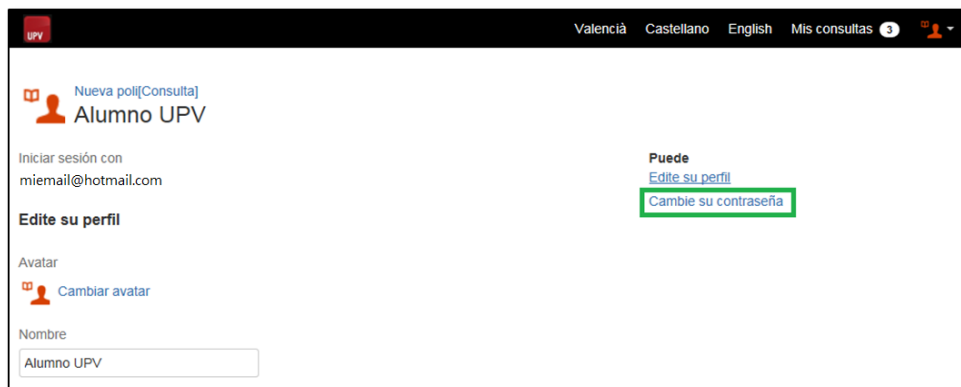 UPV
Valencià Castellano English Mis consultas 3
Nueva poli[Consulta]
Alumno UPV
Iniciar sesión con
miemail@hotmail.com
Edite su perfil
Avatar
Cambiar avatar
Nombre
Alumno UPV
Puede
Edite su perfil
Cambie su contraseña